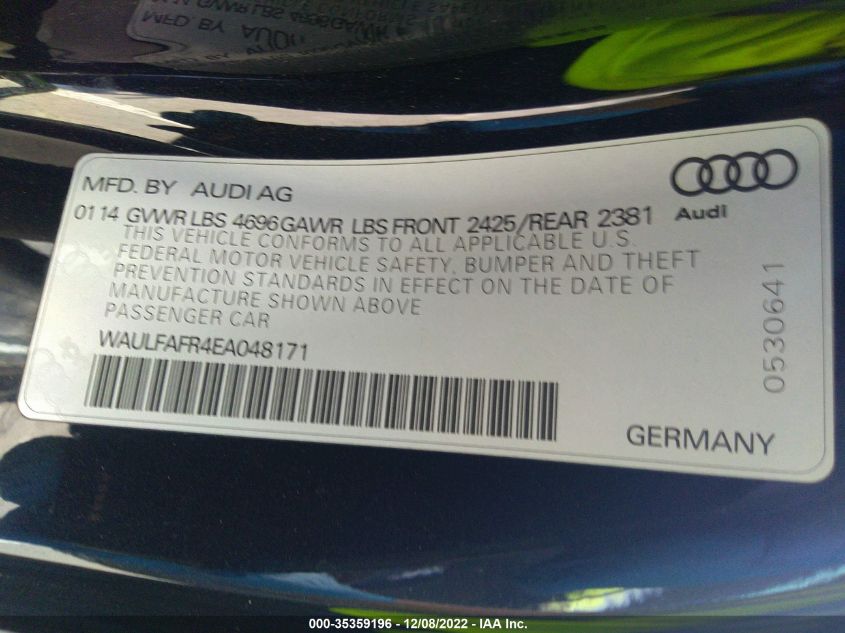 MFD. BY AUDI AG
Audi
01 14 GVWR LBS 4696 GAWR LBS FRONT 2425/REAR 2381
THIS VEHICLE CONFORMS TO ALL APPLICABLE U.S.
FEDERAL MOTOR VEHICLE SAFETY, BUMPER AND THEFT
PREVENTION STANDARDS IN EFFECT ON THE DATE OF
MANUFACTURE SHOWN ABOVE
PASSENGER CAR
WAULFAFR4EA048171
0530641
GERMANY
000-35359196 - 12/08/2022 - IAA Inc.